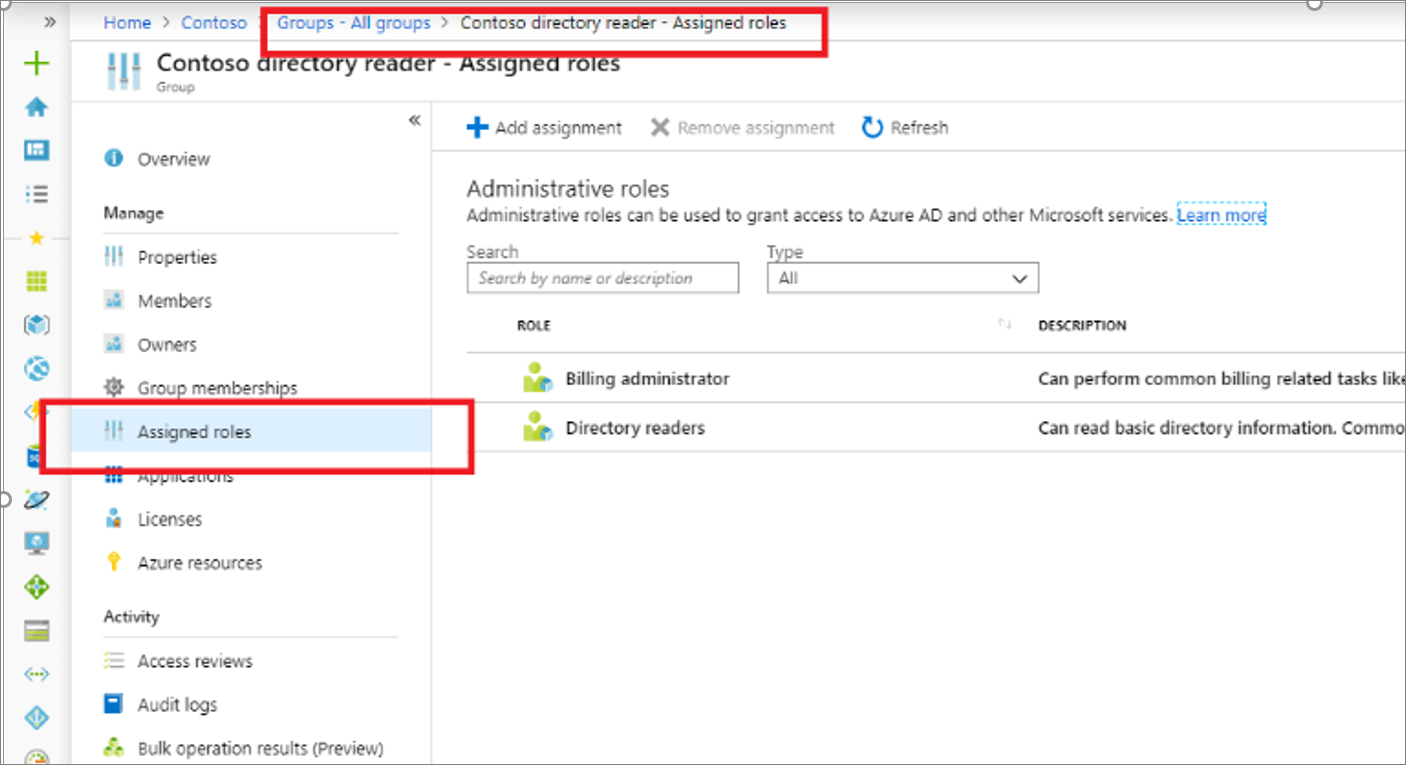 Home > Contoso > Groups - All groups > Contoso directory reader - Assigned roles
Contoso directory reader - Assigned roles
Group
Overview
Manage
Properties
Members
Owners
Group memberships
Assigned roles
Applications
Licenses
Azure resources
Activity
Access reviews
Audit logs
Bulk operation results (Preview)
Add assignment
Remove assignment
Refresh
Administrative roles
Administrative roles can be used to grant access to Azure AD and other Microsoft services. Learn more
Search
Type
Search by name or description
All
ROLE
DESCRIPTION
Billing administrator
Can perform common billing related tasks like
Directory readers
Can read basic directory information. Commo